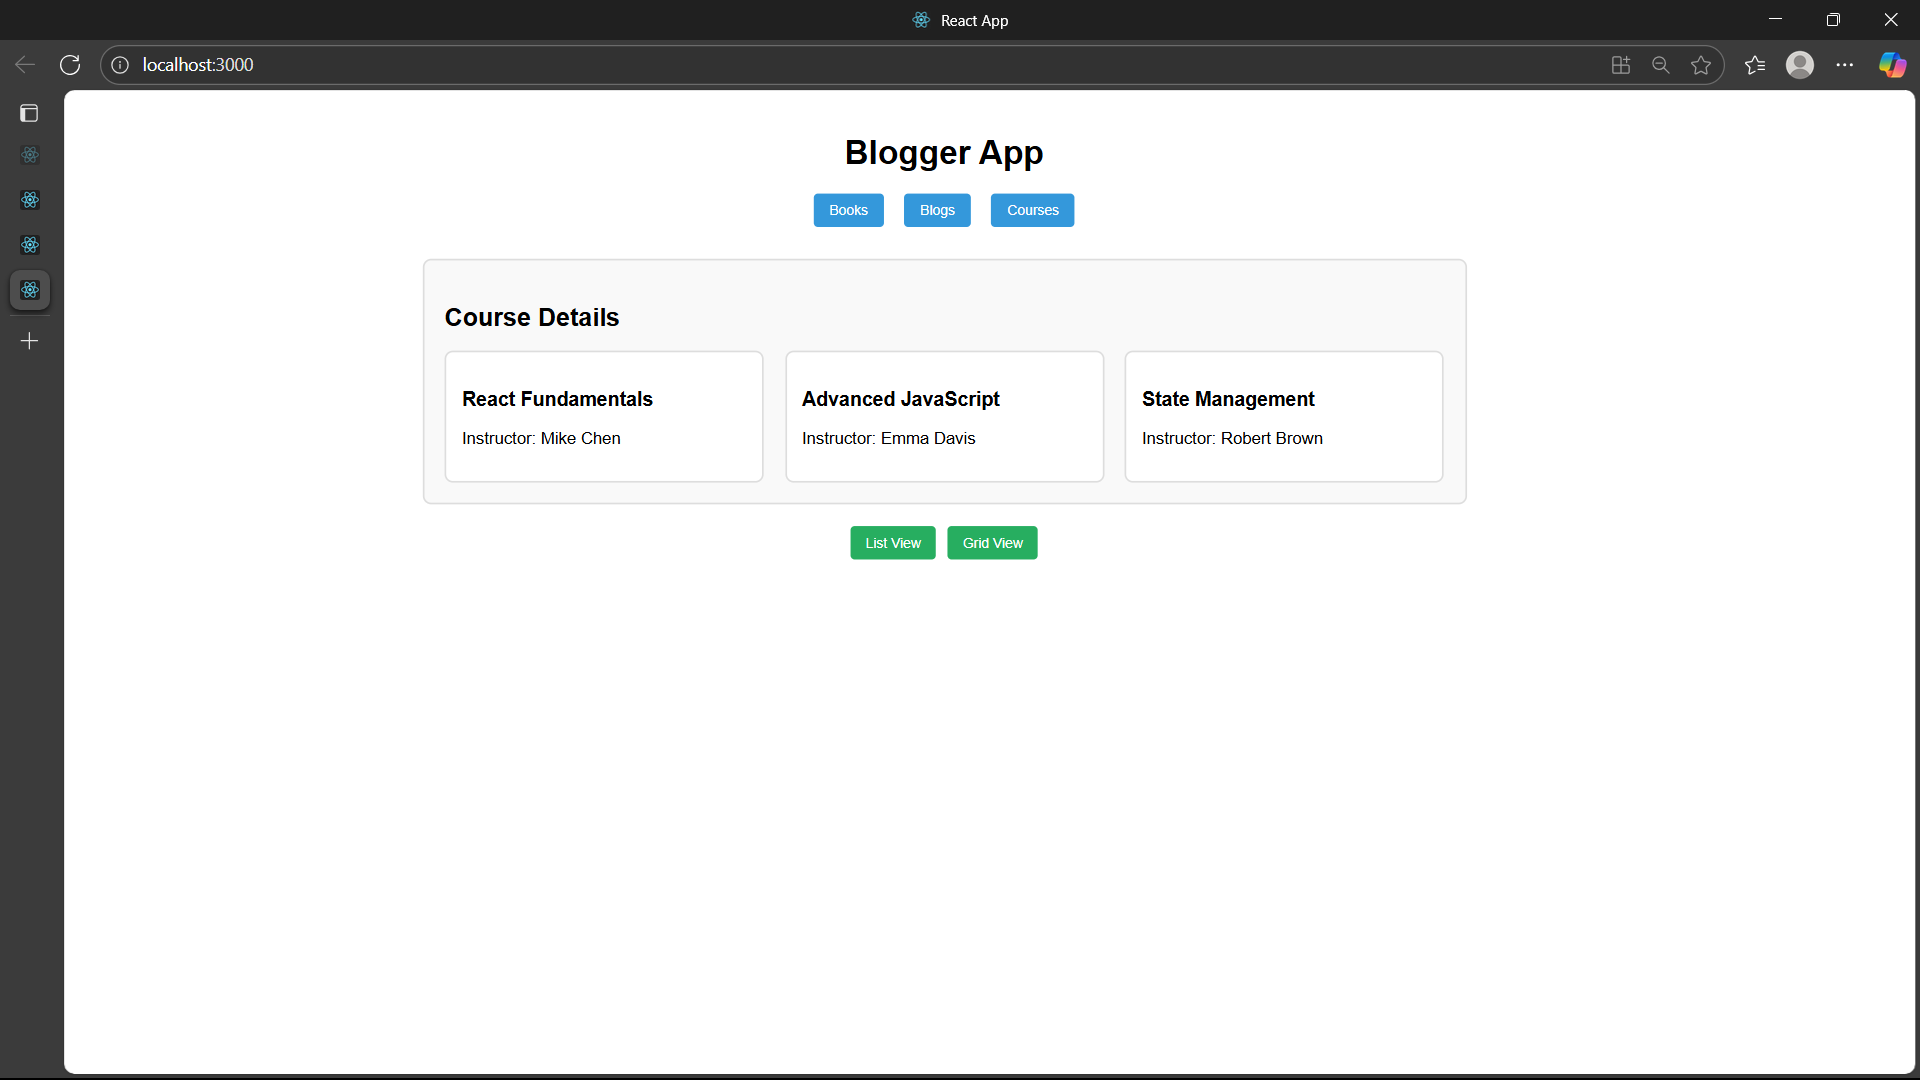 React App
localhost:3000
Blogger App
Books Blogs Courses
Course Details
React Fundamentals Advanced JavaScript State Management
Instructor: Mike Chen Instructor: Emma Davis Instructor: Robert Brown
List View Grid View